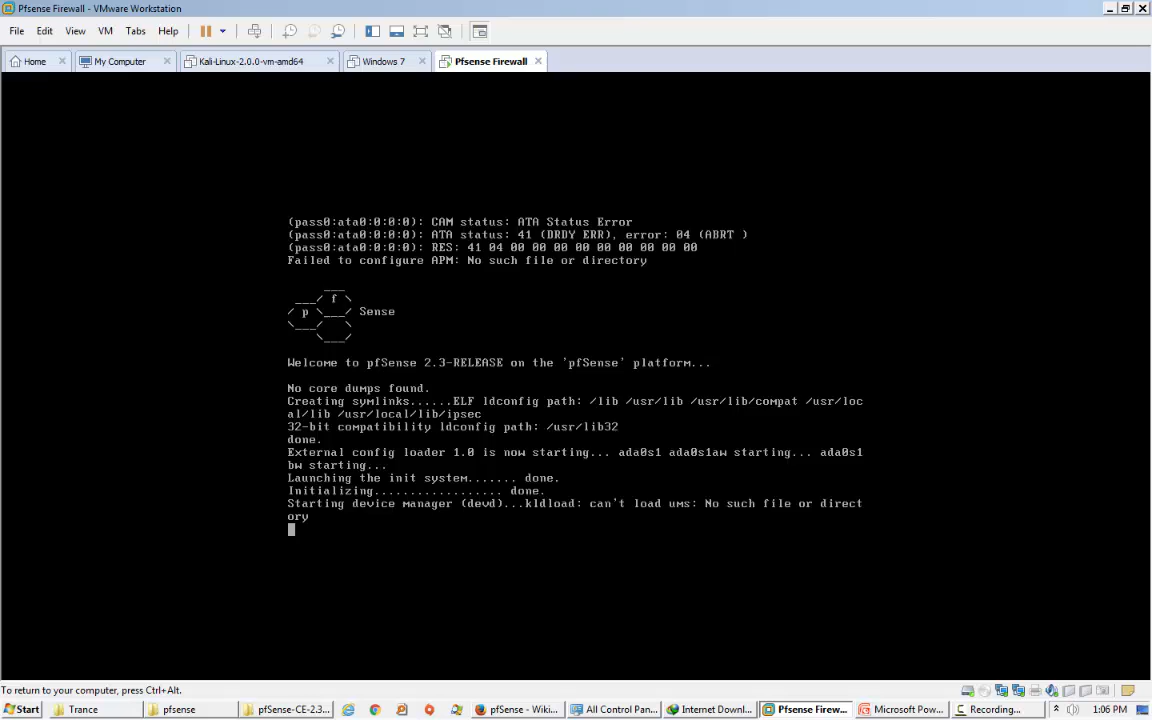 Pfsense Firewall - VMware Workstation
File Edit View VM Tabs Help
Home My Computer Kali-Linux-2.0.0-vm-amd64 Windows 7 Pfsense Firewall
(pass0:ata0:0:0:0): CAM status: ATA Status Error
(pass0:ata0:0:0:0): ATA status: 41 (DRDY ERR), error: 04 (ABRT )
(pass0:ata0:0:0:0): RES: 41 04 00 00 00 00 00 00 00 00 00
Failed to configure APM: No such file or directory
f
p Sense
Welcome to pfSense 2.3-RELEASE on the 'pfSense' platform...
No core dumps found.
Creating symlinks......ELF ldconfig path: /lib /usr/lib /usr/lib/compat /usr/loc
al/lib /usr/local/lib/ipsec
32-bit compatibility ldconfig path: /usr/lib32
done.
External config loader 1.0 is now starting... ada0s1 ada0s1aw starting... ada0s1
bw starting...
Launching the init system....... done.
Initializing.................. done.
Starting device manager (devd)...kldload: can't load ums: No such file or direct
ory
To return to your computer, press Ctrl+Alt.
Start Trance pfsense pfSense-CE-2.3... pfSense - Wiki... All Control Pan... Internet Downl... Pfsense Firew... Microsoft Pow... Recording... 1:06 PM